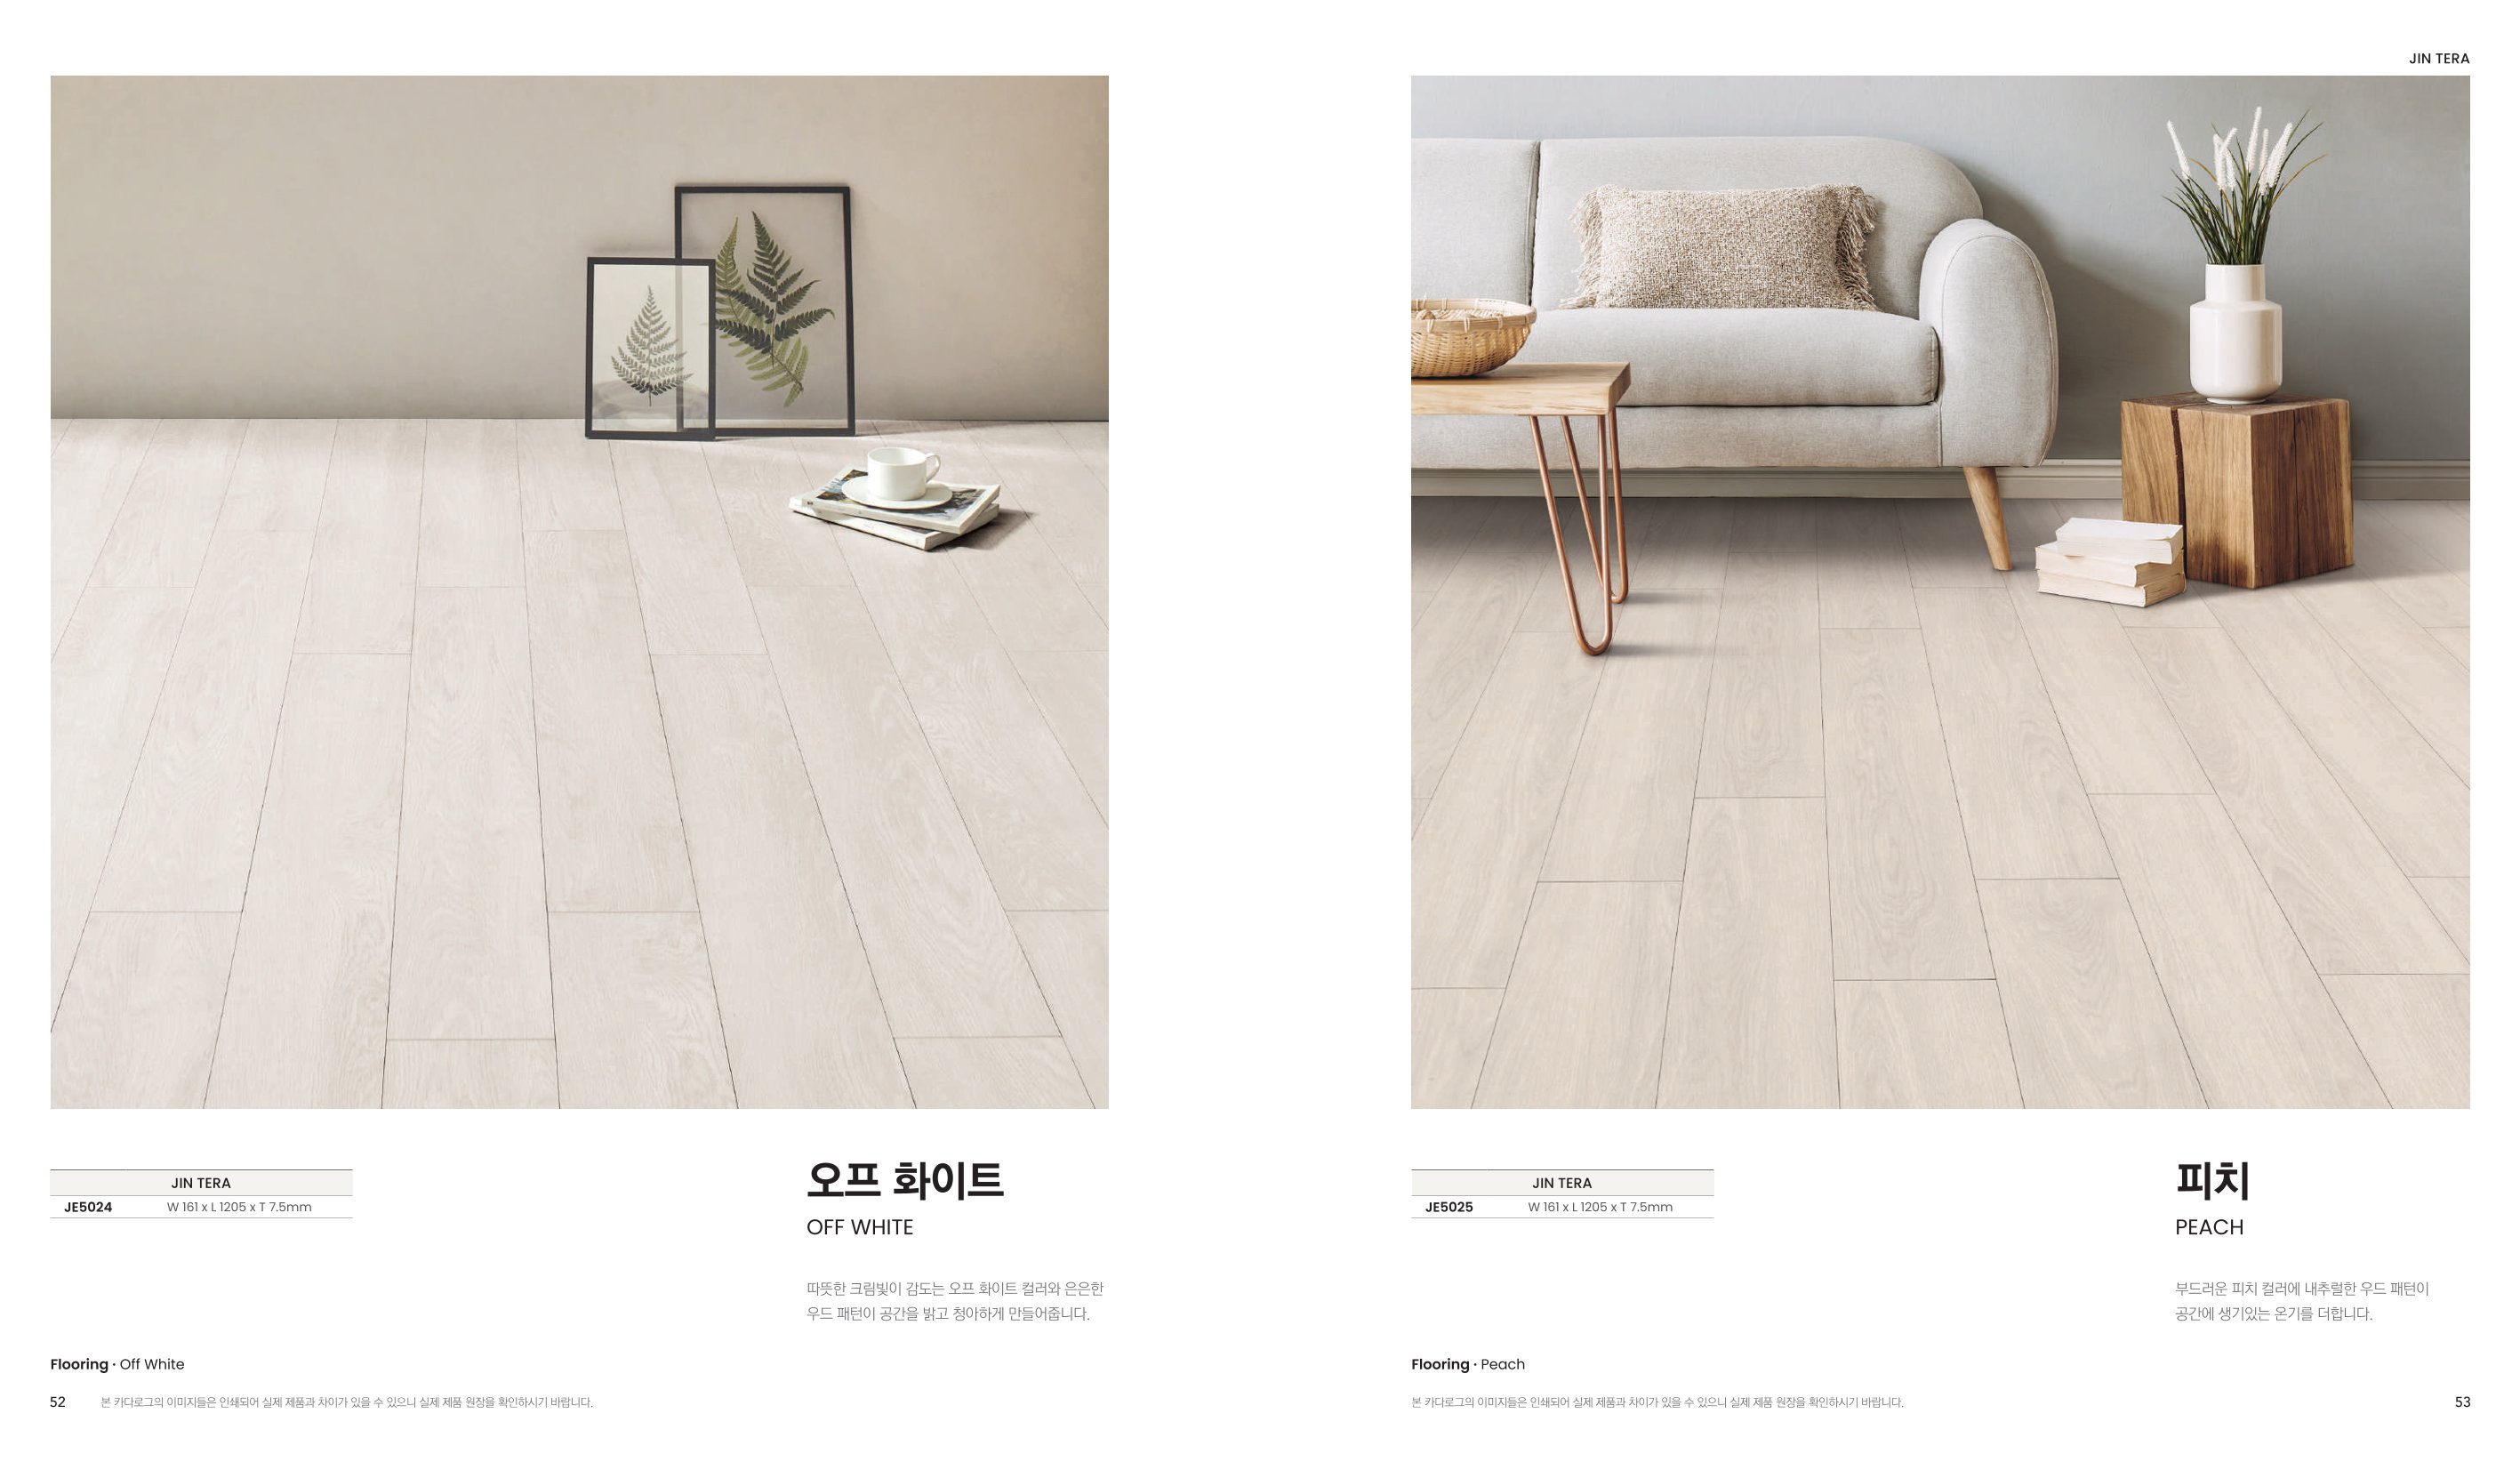 JIN TERA
JIN TERA
JE5024 W 161 x L 1205 x T 7.5mm
오프 화이트
OFF WHITE
따뜻한 크림빛이 감도는 오프 화이트 컬러와 은은한
우드 패턴이 공간을 밝고 청아하게 만들어줍니다.
Flooring · Off White
52 본 카다로그의 이미지들은 인쇄되어 실제 제품과 차이가 있을 수 있으니 실제 제품 원장을 확인하시기 바랍니다.
JIN TERA
JE5025 W 161 x L 1205 x T 7.5mm
피치
PEACH
부드러운 피치 컬러에 내추럴한 우드 패턴이
공간에 생기있는 온기를 더합니다.
Flooring · Peach
본 카다로그의 이미지들은 인쇄되어 실제 제품과 차이가 있을 수 있으니 실제 제품 원장을 확인하시기 바랍니다. 53